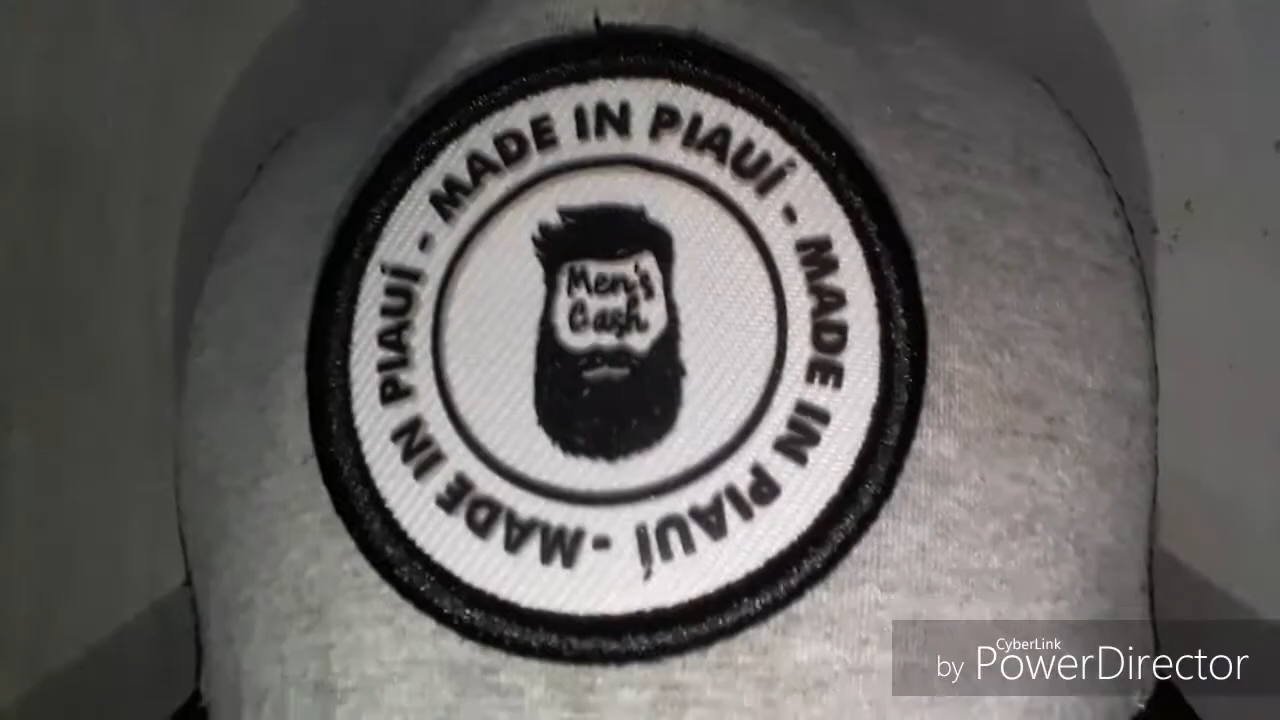 MADE IN PIAUÍ - MADE IN PIAUÍ - MADE IN PIAUÍ -
Men's
Cash
CyberLink
by PowerDirector